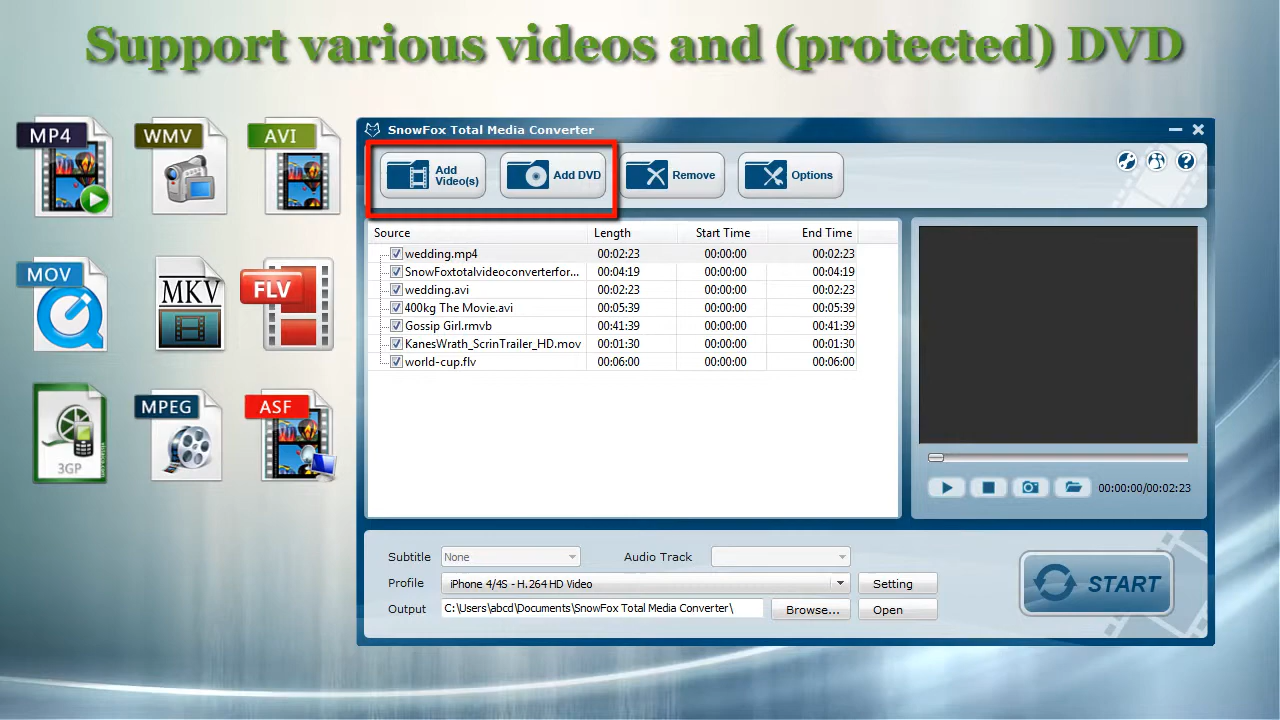 Support various videos and (protected) DVD
MP4
WMV
AVI
MOV
MKV
FLV
3GP
MPEG
ASF
SnowFox Total Media Converter
Add Video(s)
Add DVD
Remove
Options
Source Length Start Time End Time
wedding.mp4 00:02:23 00:00:00 00:02:23
SnowFoxtotalvideoconverterfor... 00:04:19 00:00:00 00:04:19
wedding.avi 00:02:23 00:00:00 00:02:23
400kg The Movie.avi 00:05:39 00:00:00 00:05:39
Gossip Girl.rmvb 00:41:39 00:00:00 00:41:39
KanesWrath_ScrinTrailer_HD.mov 00:01:30 00:00:00 00:01:30
world-cup.flv 00:06:00 00:00:00 00:06:00
00:00:00/00:02:23
Subtitle None Audio Track
Profile iPhone 4/4S - H.264 HD Video Setting
Output C:\Users\abcd\Documents\SnowFox Total Media Converter\ Browse... Open
START